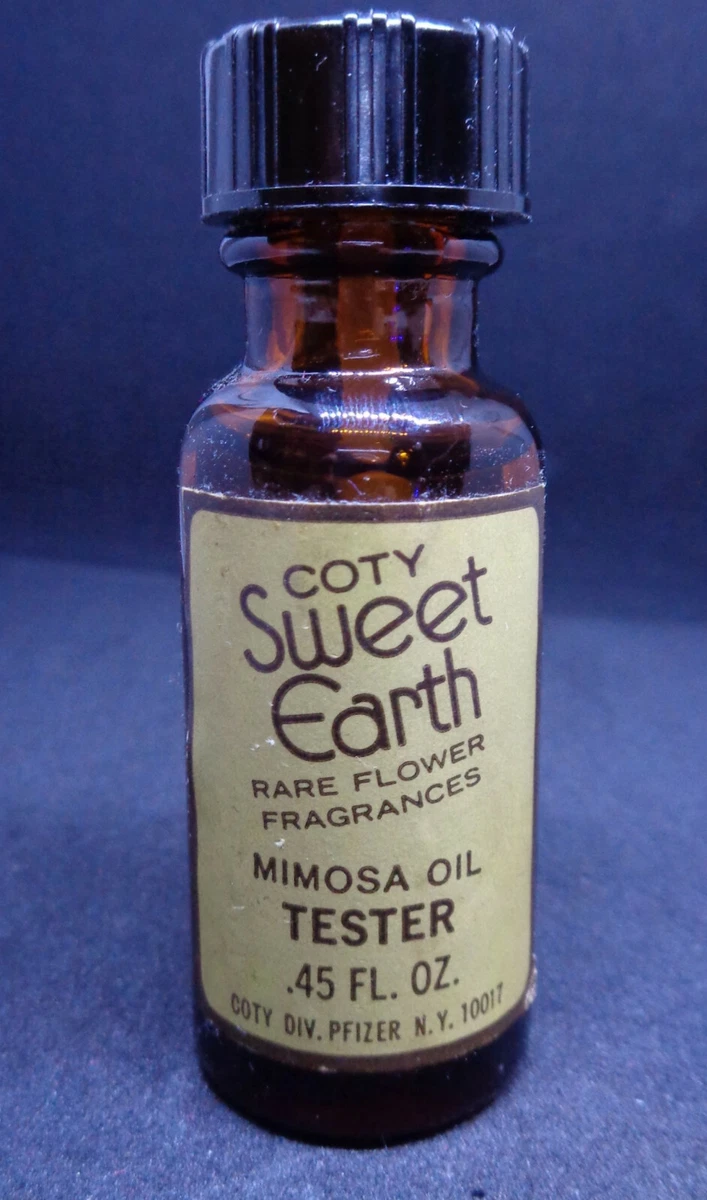 COTY
Sweet
Earth
RARE FLOWER
FRAGRANCES
MIMOSA OIL
TESTER
.45 FL. OZ.
COTY DIV. PFIZER N.Y. 10017